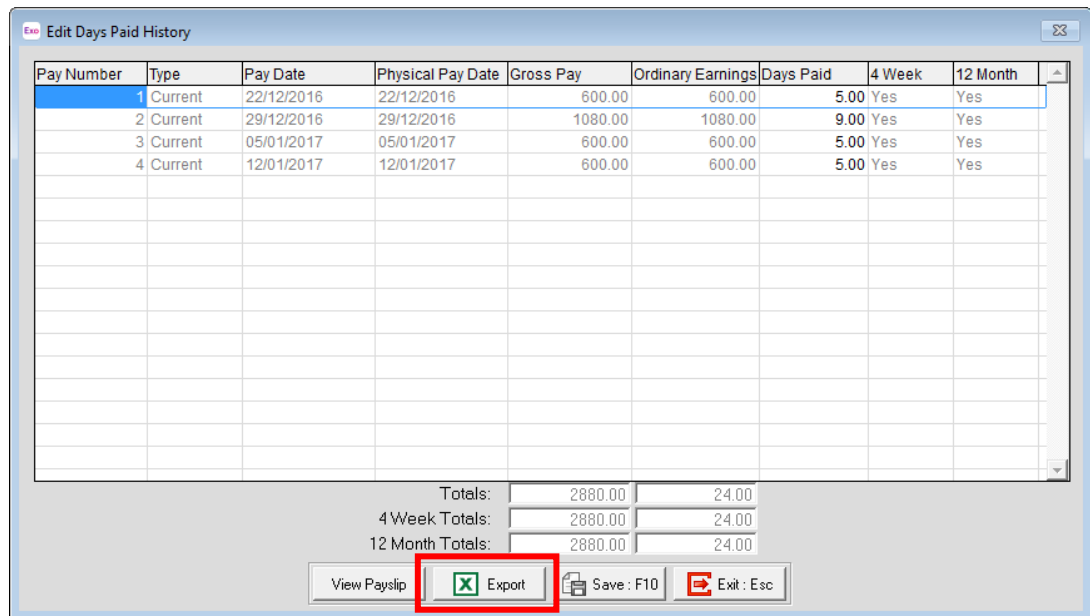 Exo Edit Days Paid History
Pay Number Type Pay Date Physical Pay Date Gross Pay Ordinary Earnings Days Paid 4 Week 12 Month
1 Current 22/12/2016 22/12/2016 600.00 600.00 5.00 Yes Yes
2 Current 29/12/2016 29/12/2016 1080.00 1080.00 9.00 Yes Yes
3 Current 05/01/2017 05/01/2017 600.00 600.00 5.00 Yes Yes
4 Current 12/01/2017 12/01/2017 600.00 600.00 5.00 Yes Yes
Totals: 2880.00 24.00
4 Week Totals: 2880.00 24.00
12 Month Totals: 2880.00 24.00
View Payslip Export Save : F10 Exit : Esc